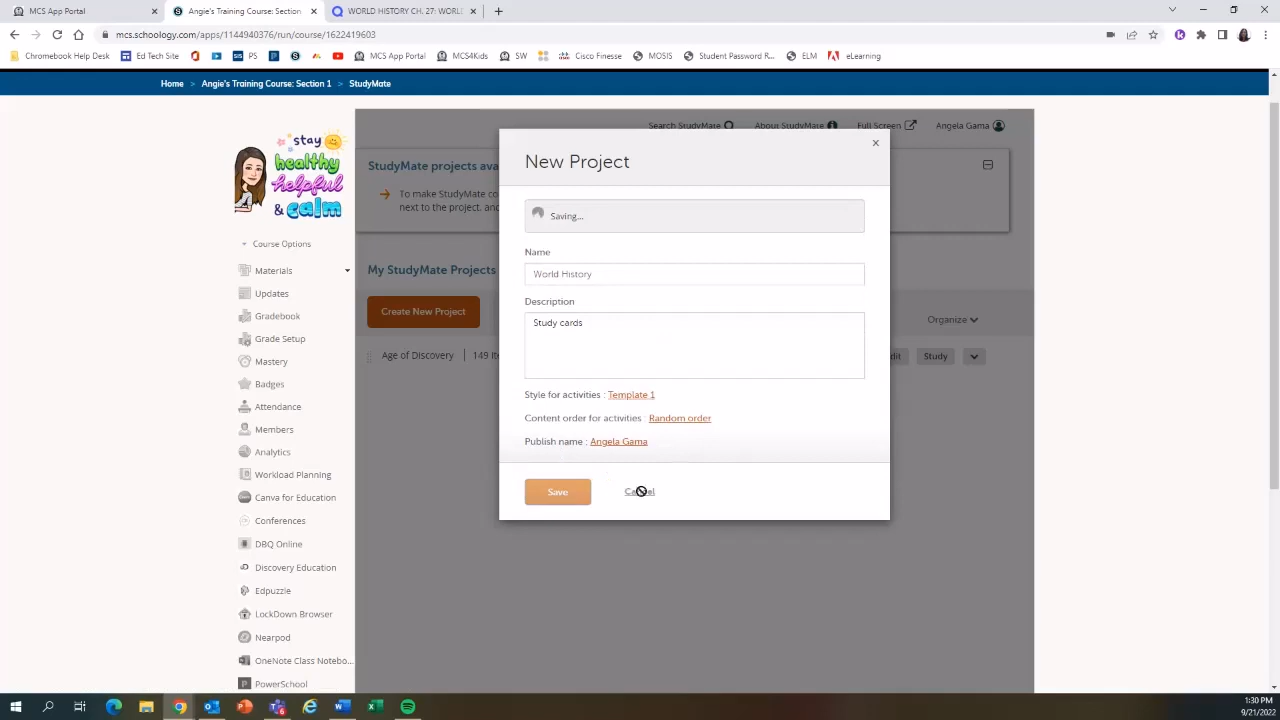 MCS App Portal
Angie's Training Course: Section 1
WORLD HISTORY CH. 27: WORL
mcs.schoology.com/apps/1144940376/run/course/1622419603
Chromebook Help Desk
Ed Tech Site
PS
MCS App Portal
MCS4Kids
SW
Cisco Finesse
MOSIS
Student Password R...
ELM
eLearning
Home > Angie's Training Course: Section 1 > StudyMate
Search StudyMate
About StudyMate
Full Screen
Angela Gama
stay
healthy
helpful
& calm
StudyMate projects ava
To make StudyMate co
next to the project, and
Course Options
Materials
Updates
Gradebook
Grade Setup
Mastery
Badges
Attendance
Members
Analytics
Workload Planning
Canva for Education
Conferences
DBQ Online
Discovery Education
Edpuzzle
LockDown Browser
Nearpod
OneNote Class Notebo...
PowerSchool
My StudyMate Projects
Create New Project
Organize
Age of Discovery | 149 Ite
dit
Study
New Project
Saving...
Name
World History
Description
Study cards
Style for activities : Template 1
Content order for activities : Random order
Publish name : Angela Gama
Save
1:30 PM
9/21/2022